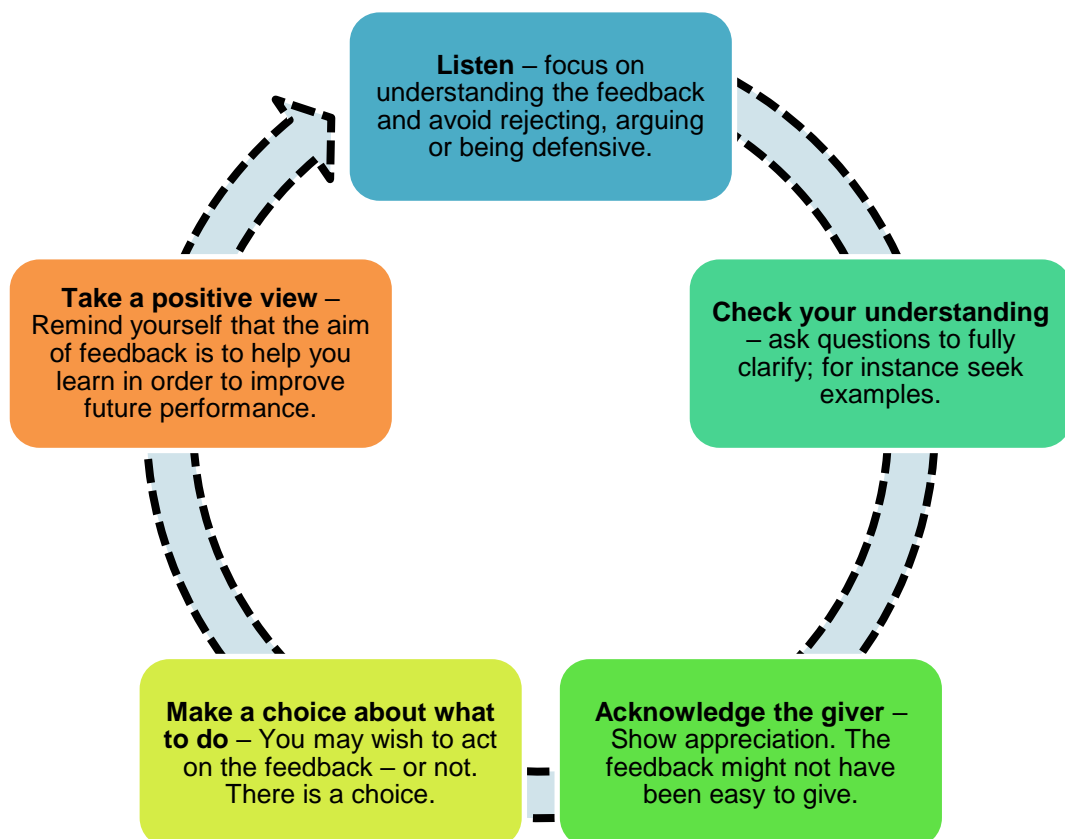 Listen – focus on
understanding the feedback
and avoid rejecting, arguing
or being defensive.
Check your understanding
– ask questions to fully
clarify; for instance seek
examples.
Acknowledge the giver –
Show appreciation. The
feedback might not have
been easy to give.
Make a choice about what
to do – You may wish to act
on the feedback – or not.
There is a choice.
Take a positive view –
Remind yourself that the aim
of feedback is to help you
learn in order to improve
future performance.